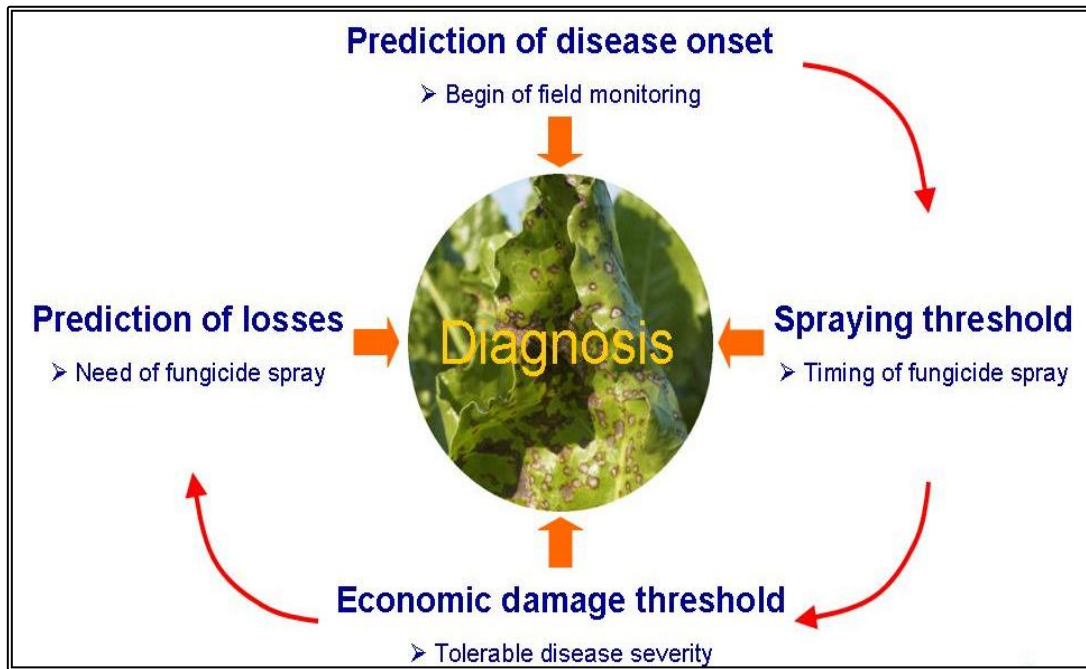 Prediction of disease onset
➢ Begin of field monitoring
Prediction of losses
➢ Need of fungicide spray
Diagnosis
Spraying threshold
➢ Timing of fungicide spray
Economic damage threshold
➢ Tolerable disease severity